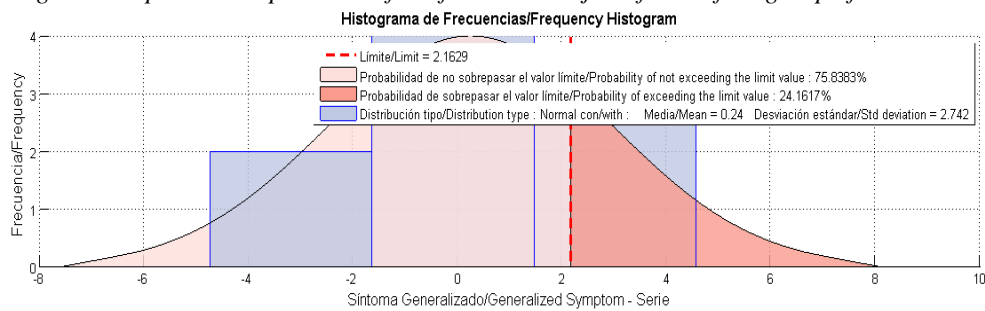 Histograma de Frecuencias/Frequency Histogram
4
3
2
1
0
Frecuencia/Frequency
Límite/Limit = 2.1629
Probabilidad de no sobrepasar el valor límite/Probability of not exceeding the limit value : 75.8383%
Probabilidad de sobrepasar el valor límite/Probability of exceeding the limit value : 24.1617%
Distribución tipo/Distribution type : Normal con/with : Media/Mean = 0.24 Desviación estándar/Std deviation = 2.742
-8 -6 -4 -2 0 2 4 6 8 10
Síntoma Generalizado/Generalized Symptom - Serie